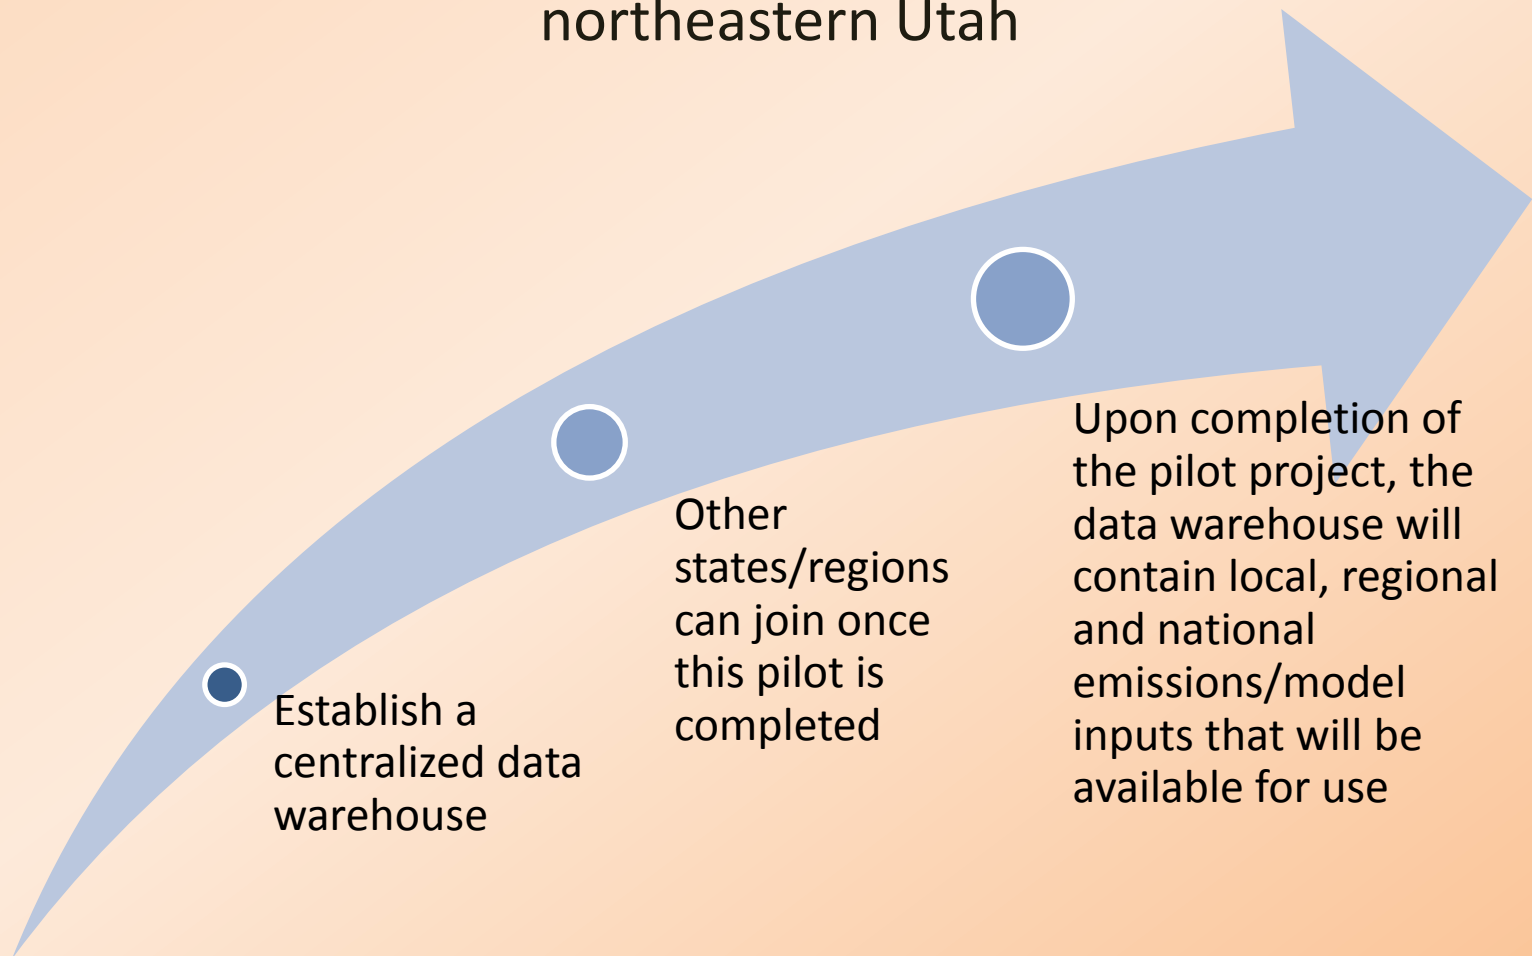 northeastern Utah
Establish a
centralized data
warehouse
Other
states/regions
can join once
this pilot is
completed
Upon completion of
the pilot project, the
data warehouse will
contain local, regional
and national
emissions/model
inputs that will be
available for use